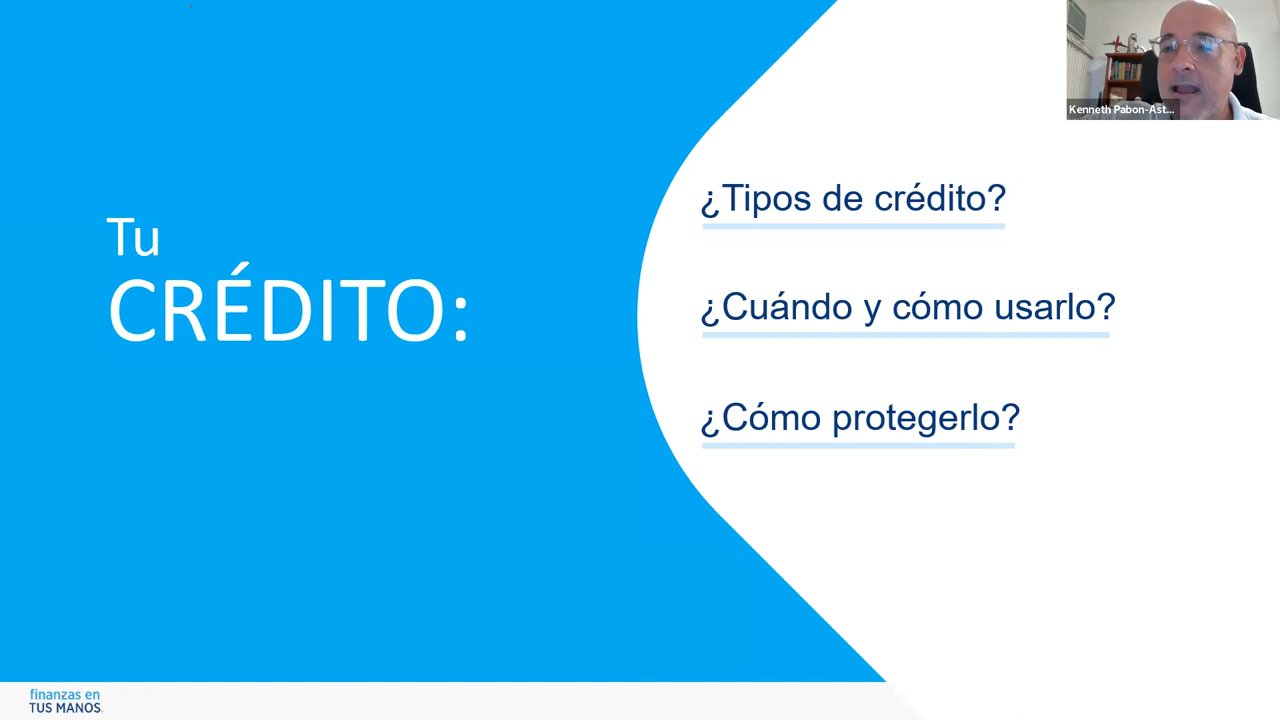 Kenneth Pabon-Ast...
Tu
CRÉDITO:
¿Tipos de crédito?
¿Cuándo y cómo usarlo?
¿Cómo protegerlo?
finanzas en
TUS MANOS.